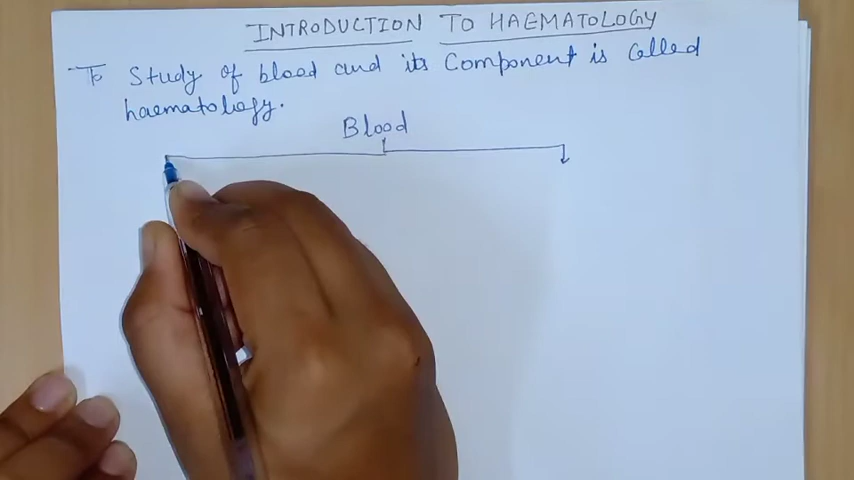 INTRODUCTION TO HAEMATOLOGY
To Study of blood and its Component is called
haematology.
Blood